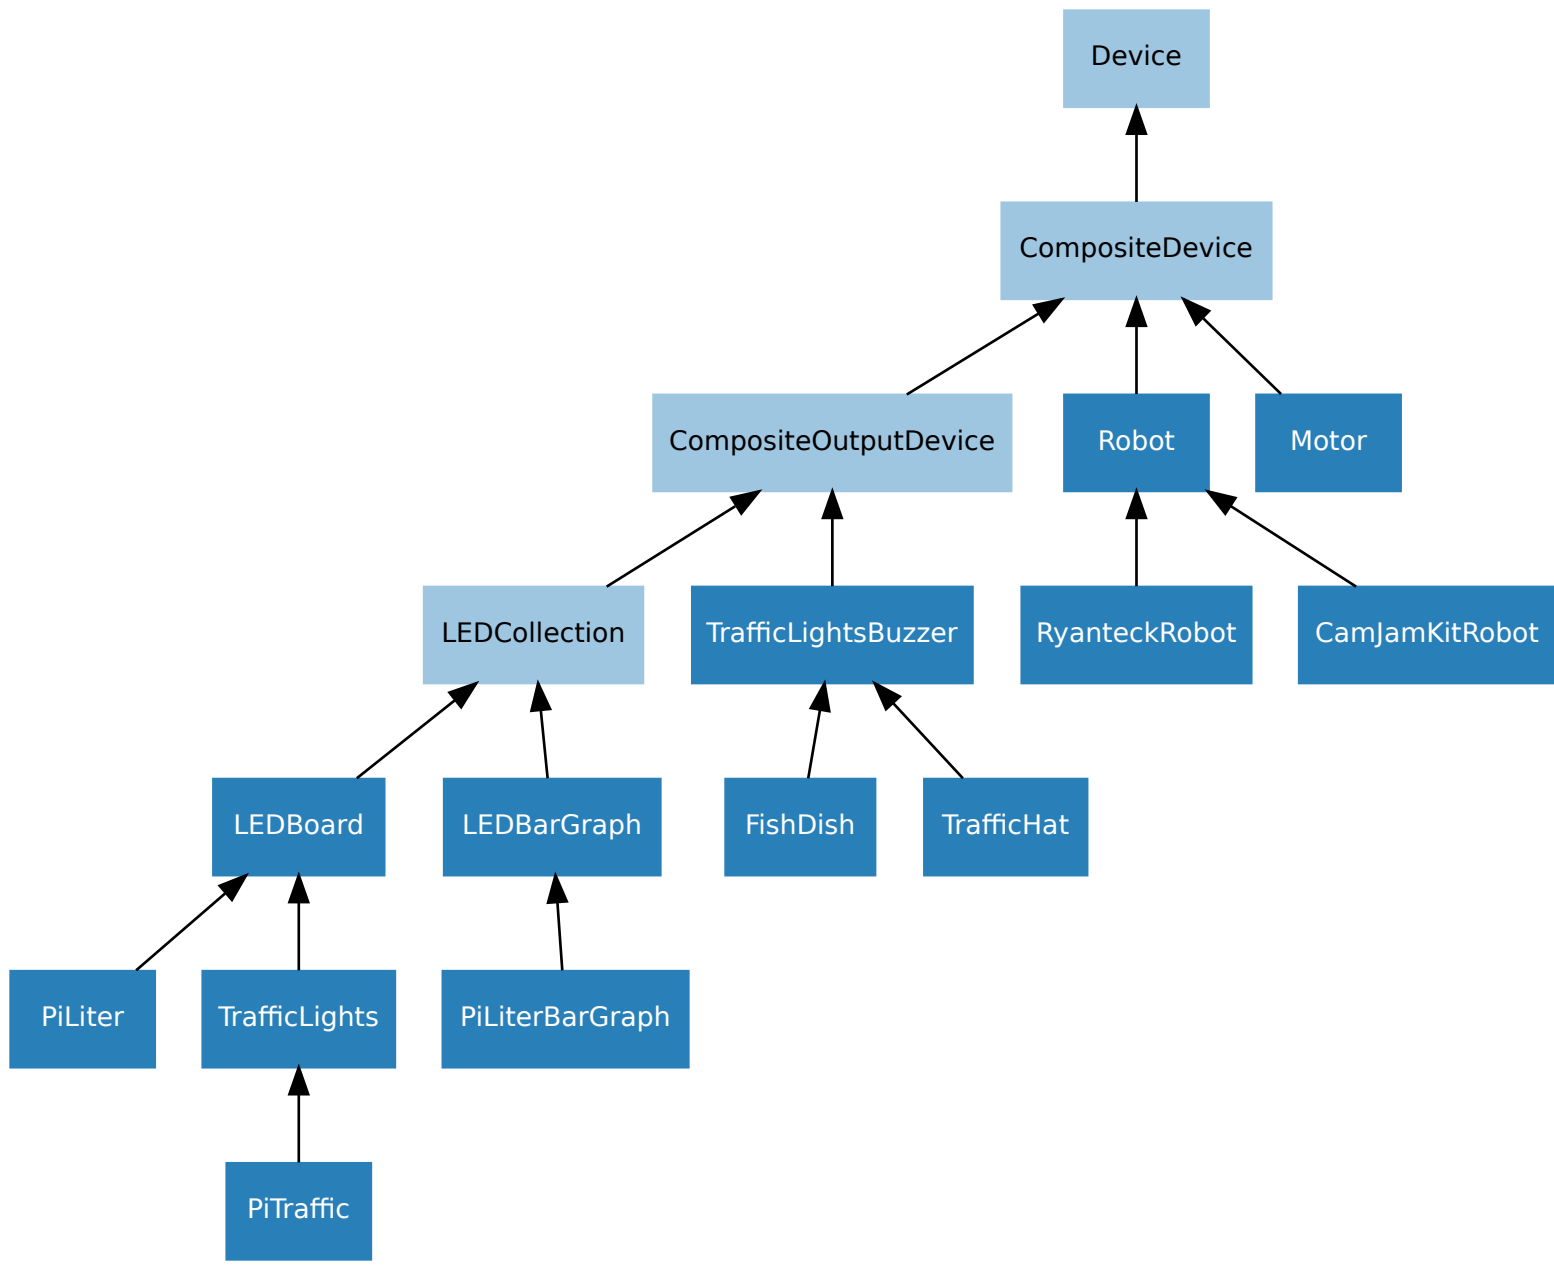 Device
CompositeDevice
CompositeOutputDevice
Robot
Motor
LEDCollection
TrafficLightsBuzzer
RyanteckRobot
CamJamKitRobot
LEDBoard
LEDBarGraph
FishDish
TrafficHat
PiLiter
TrafficLights
PiLiterBarGraph
PiTraffic